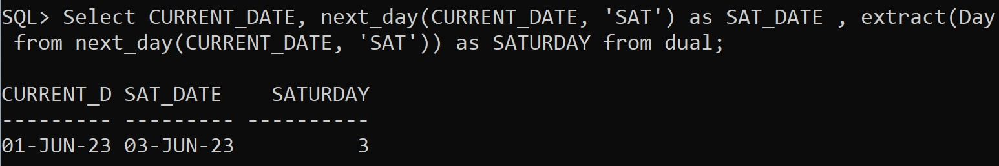 SQL> Select CURRENT_DATE, next_day(CURRENT_DATE, 'SAT') as SAT_DATE , extract(Day
from next_day(CURRENT_DATE, 'SAT')) as SATURDAY from dual;
CURRENT_D SAT_DATE    SATURDAY
--------- --------- ----------
01-JUN-23 03-JUN-23          3